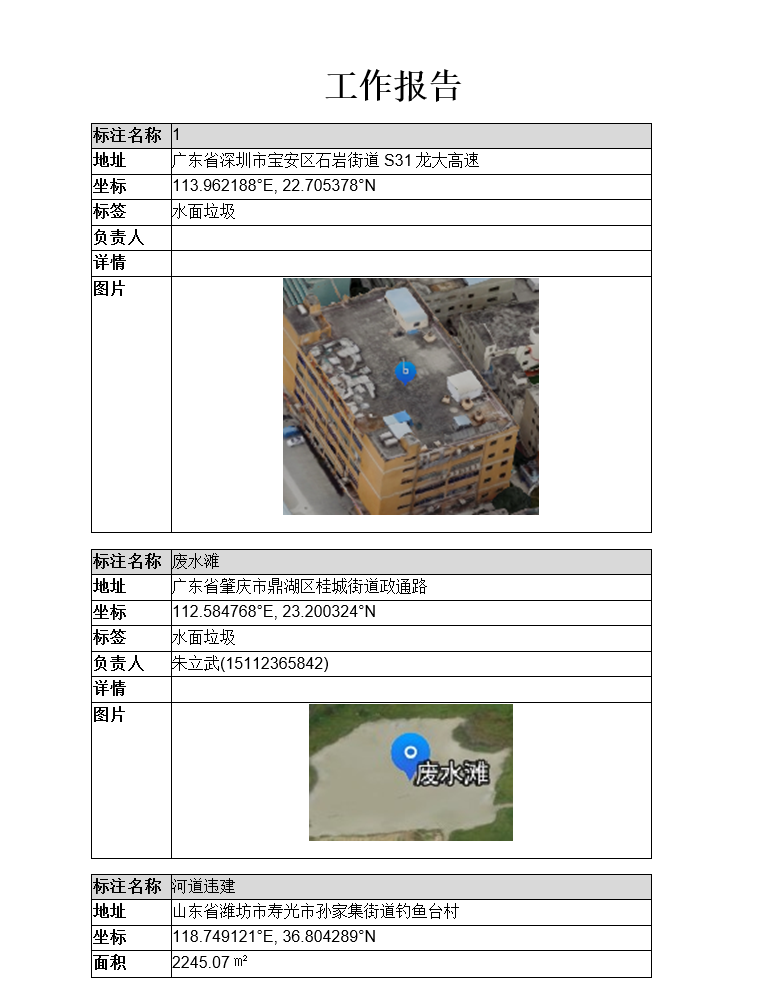 工作报告
标注名称 1
地址 广东省深圳市宝安区石岩街道 S31 龙大高速
坐标 113.962188°E, 22.705378°N
标签 水面垃圾
负责人
详情
图片
标注名称 废水滩
地址 广东省肇庆市鼎湖区桂城街道政通路
坐标 112.584768°E, 23.200324°N
标签 水面垃圾
负责人 朱立武(15112365842)
详情
图片
废水滩
标注名称 河道违建
地址 山东省潍坊市寿光市孙家集街道钓鱼台村
坐标 118.749121°E, 36.804289°N
面积 2245.07 ㎡